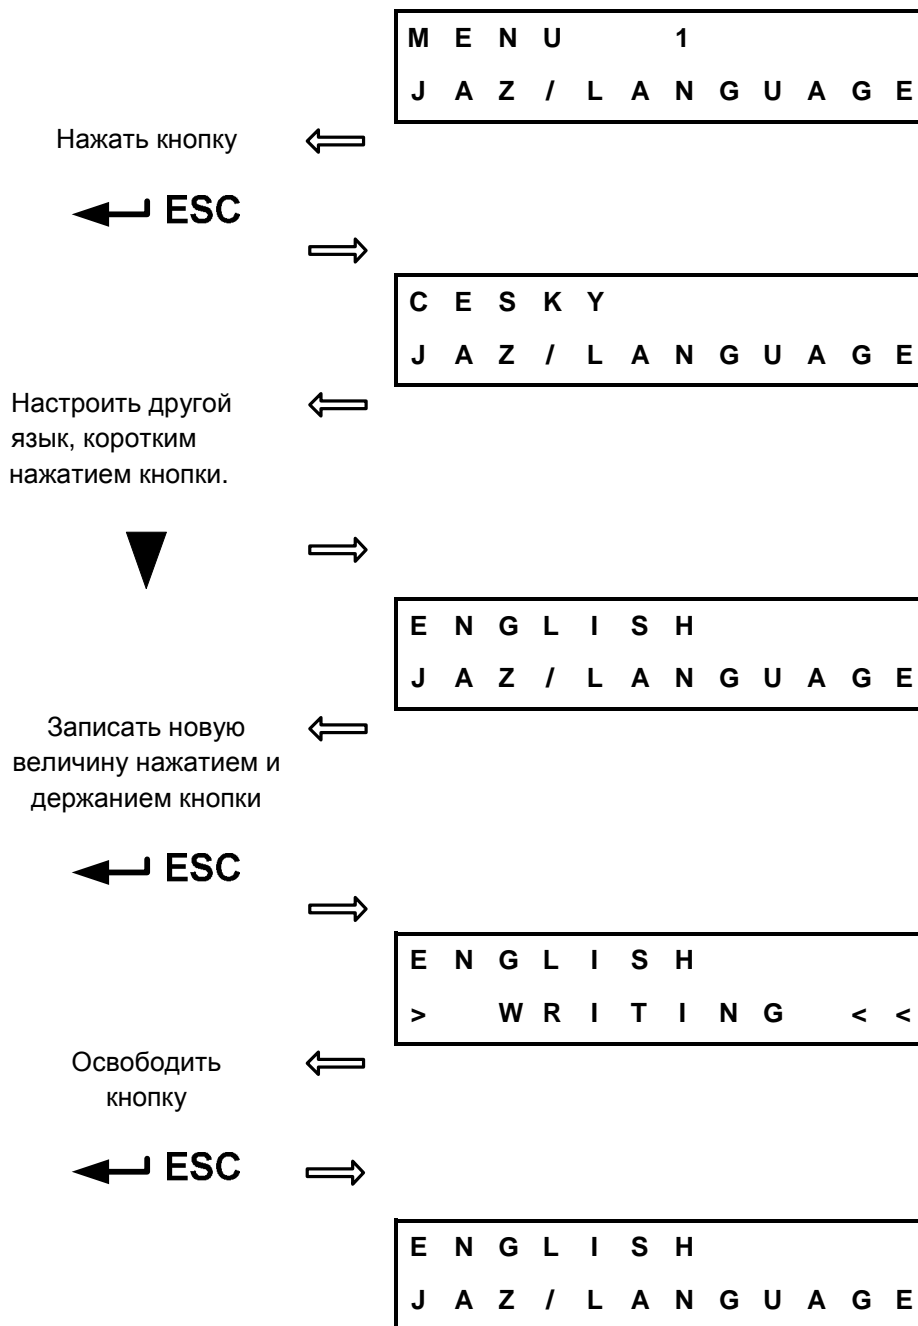 MENU 1
JAZ/LANGUAGE
Нажать кнопку
ESC
CESKY
JAZ/LANGUAGE
Настроить другой
язык, коротким
нажатием кнопки.
ENGLISH
JAZ/LANGUAGE
Записать новую
величину нажатием и
держанием кнопки
ESC
ENGLISH
> WRITING <<
Освободить
кнопку
ESC
ENGLISH
JAZ/LANGUAGE